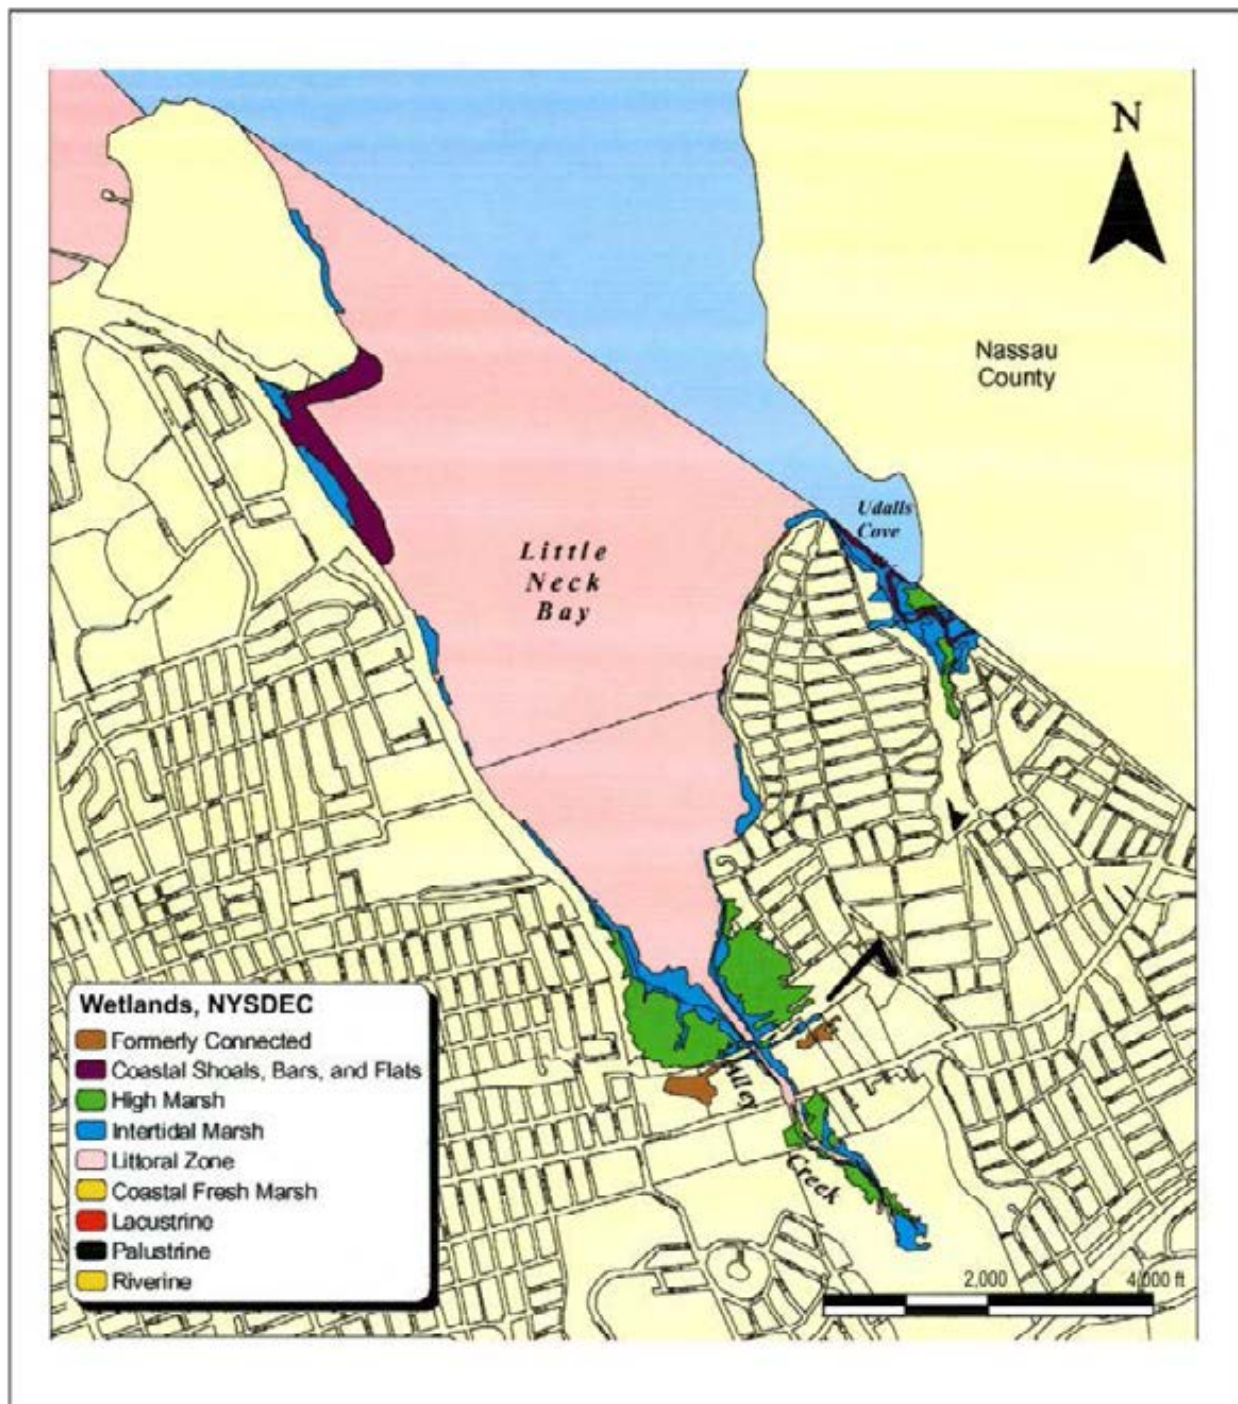 N
Nassau
County
Udalls
Cove
Little
Neck
Bay
Wetlands, NYSDEC
Formerly Connected
Coastal Shoals, Bars, and Flats
High Marsh
Intertidal Marsh
Littoral Zone
Coastal Fresh Marsh
Lacustrine
Palustrine
Riverine
Alley
Creek
2,000
4,000 ft